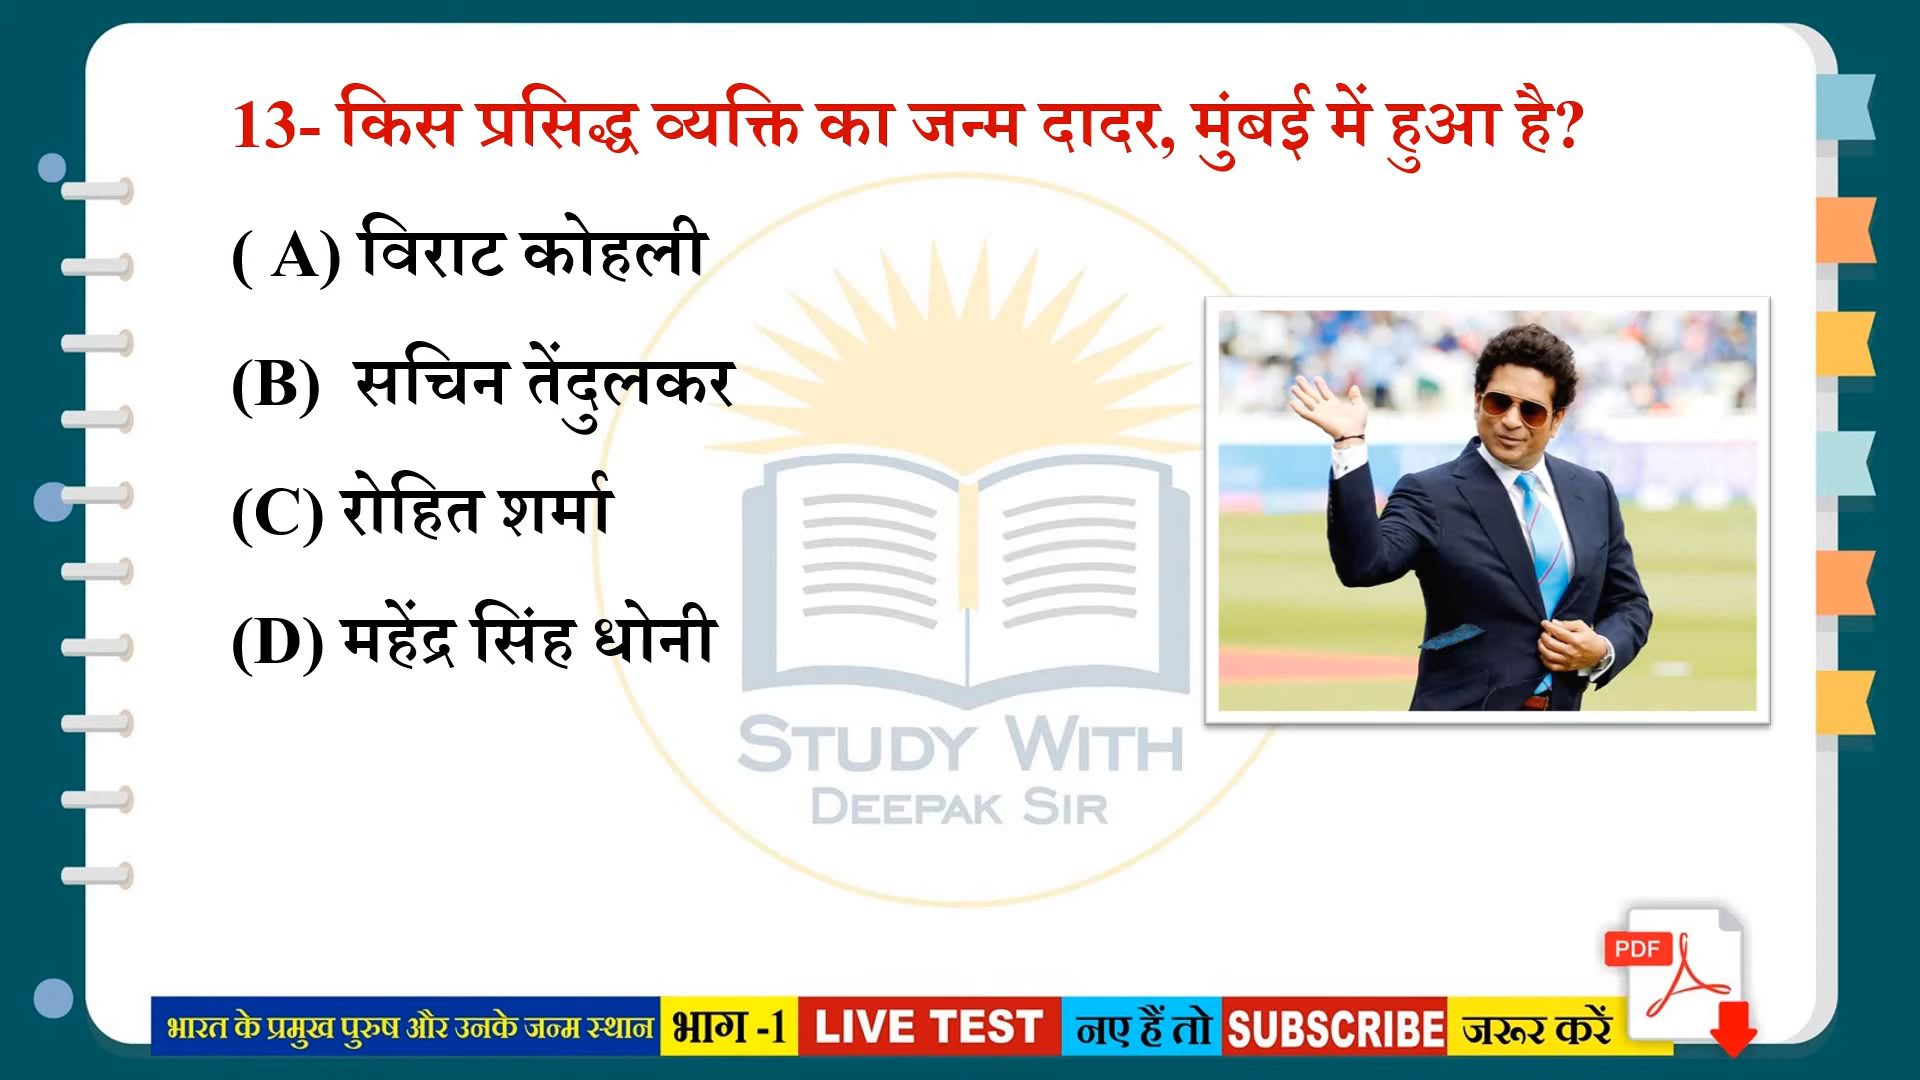 13- किस प्रसिद्ध व्यक्ति का जन्म दादर, मुंबई में हुआ है?
( A) विराट कोहली
(B) सचिन तेंदुलकर
(C) रोहित शर्मा
(D) महेंद्र सिंह धोनी
STUDY WITH
DEEPAK SIR
PDF
भारत के प्रमुख पुरुष और उनके जन्म स्थान भाग -1 LIVE TEST नए हैं तो SUBSCRIBE जरूर करें